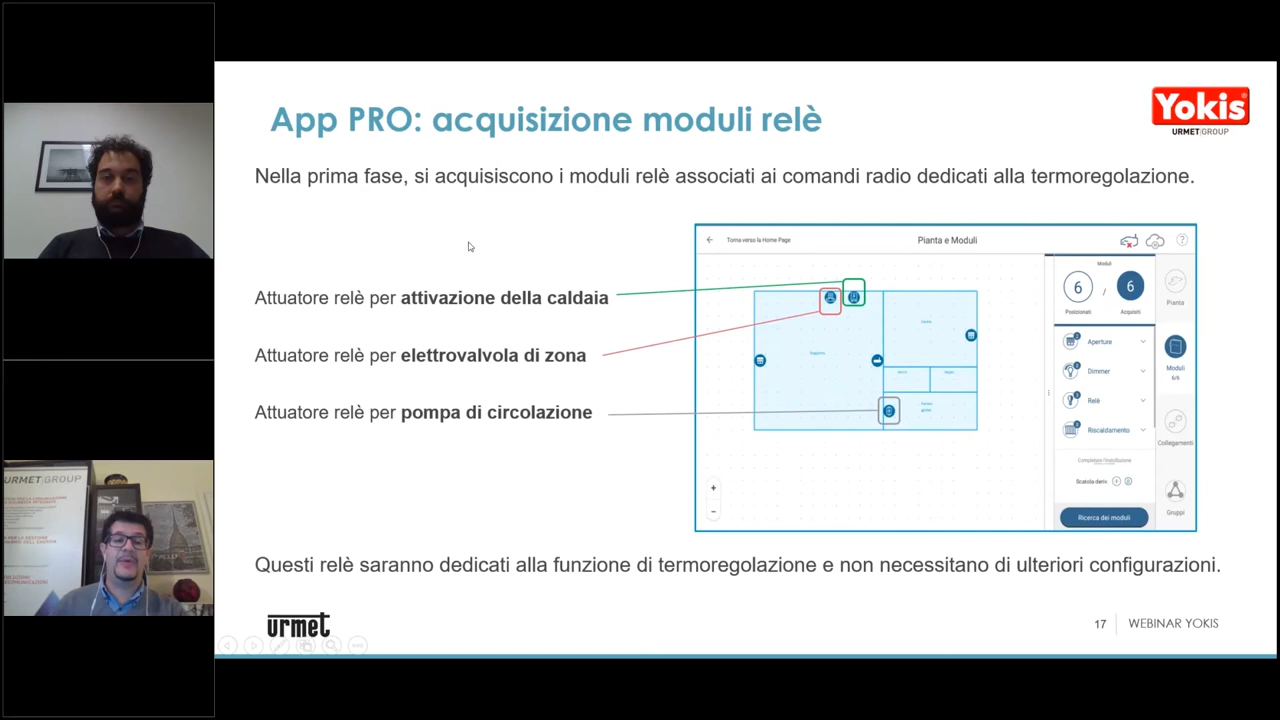 App PRO: acquisizione moduli relè
Yokis
URMET GROUP
Nella prima fase, si acquisiscono i moduli relè associati ai comandi radio dedicati alla termoregolazione.
Attuatore relè per attivazione della caldaia
Attuatore relè per elettrovalvola di zona
Attuatore relè per pompa di circolazione
Torna verso la Home Page
Pianta e Moduli
?
Moduli
6 / 6
Posizionati
Acquisiti
Pianta
Aperture
Dimmer
Moduli
6/6
Relè
Riscaldamento
Collegamenti
Completare l'installazione
Scatola deriv.
+
−
Ricerca dei moduli
Gruppi
URMET GROUP
Questi relè saranno dedicati alla funzione di termoregolazione e non necessitano di ulteriori configurazioni.
urmet
17
WEBINAR YOKIS